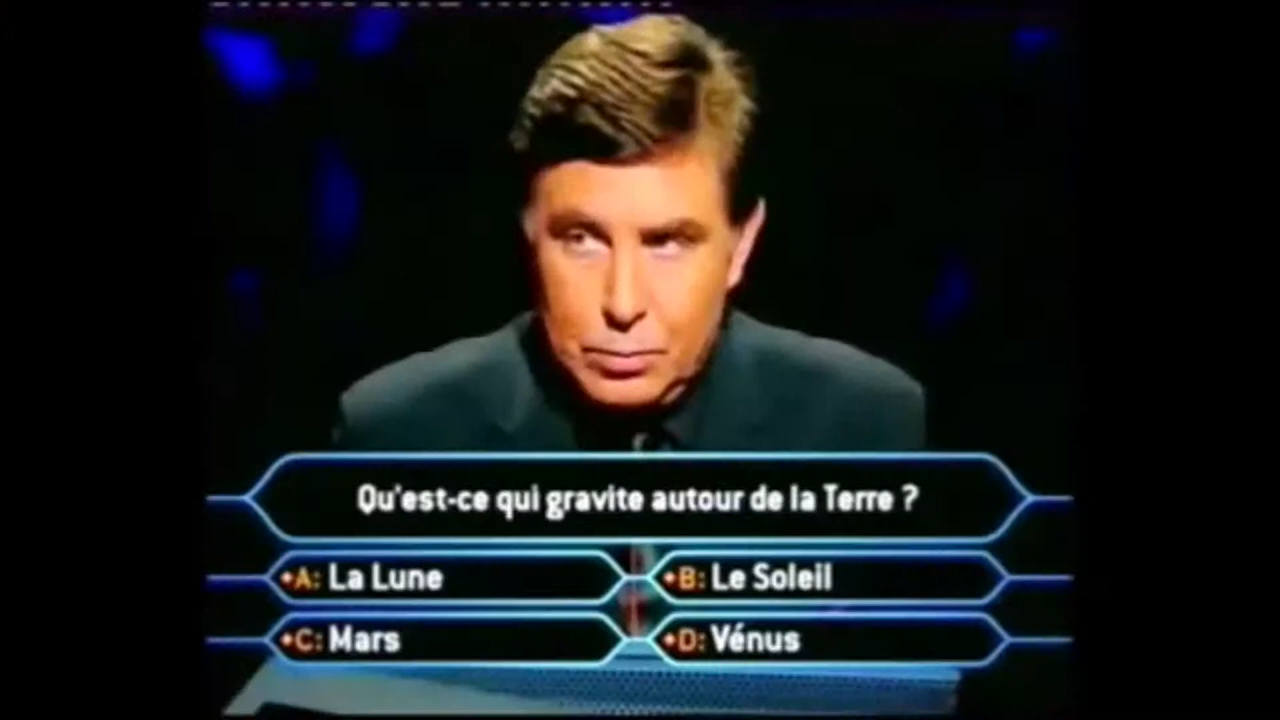 Qu'est-ce qui gravite autour de la Terre ?
•A: La Lune
•B: Le Soleil
•C: Mars
•D: Vénus